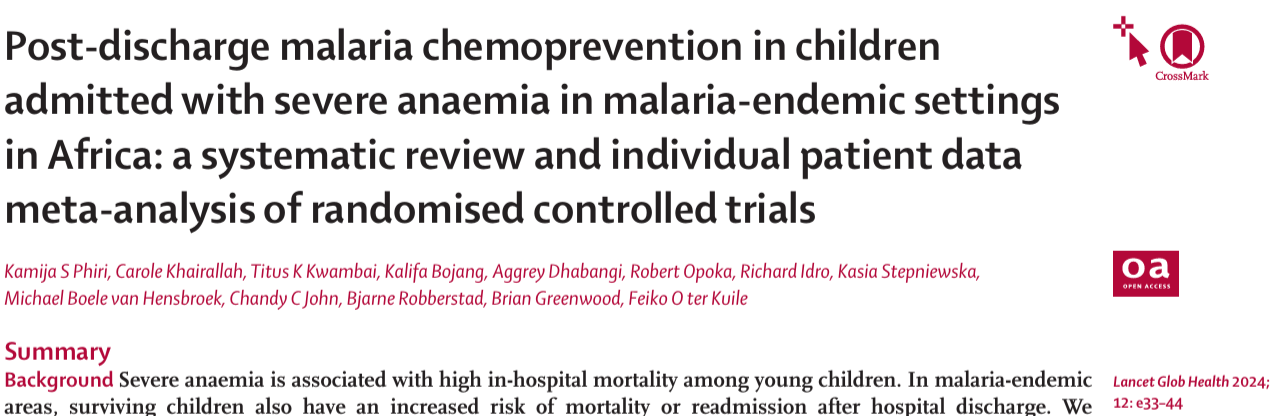 Post-discharge malaria chemoprevention in children
admitted with severe anaemia in malaria-endemic settings
in Africa: a systematic review and individual patient data
meta-analysis of randomised controlled trials
CrossMark
Kamija S Phiri, Carole Khairallah, Titus K Kwambai, Kalifa Bojang, Aggrey Dhabangi, Robert Opoka, Richard Idro, Kasia Stepniewska,
Michael Boele van Hensbroek, Chandy C John, Bjarne Robberstad, Brian Greenwood, Feiko O ter Kuile
oa
OPEN ACCESS
Summary
Background Severe anaemia is associated with high in-hospital mortality among young children. In malaria-endemic
areas, surviving children also have an increased risk of mortality or readmission after hospital discharge. We
Lancet Glob Health 2024;
12: e33–44